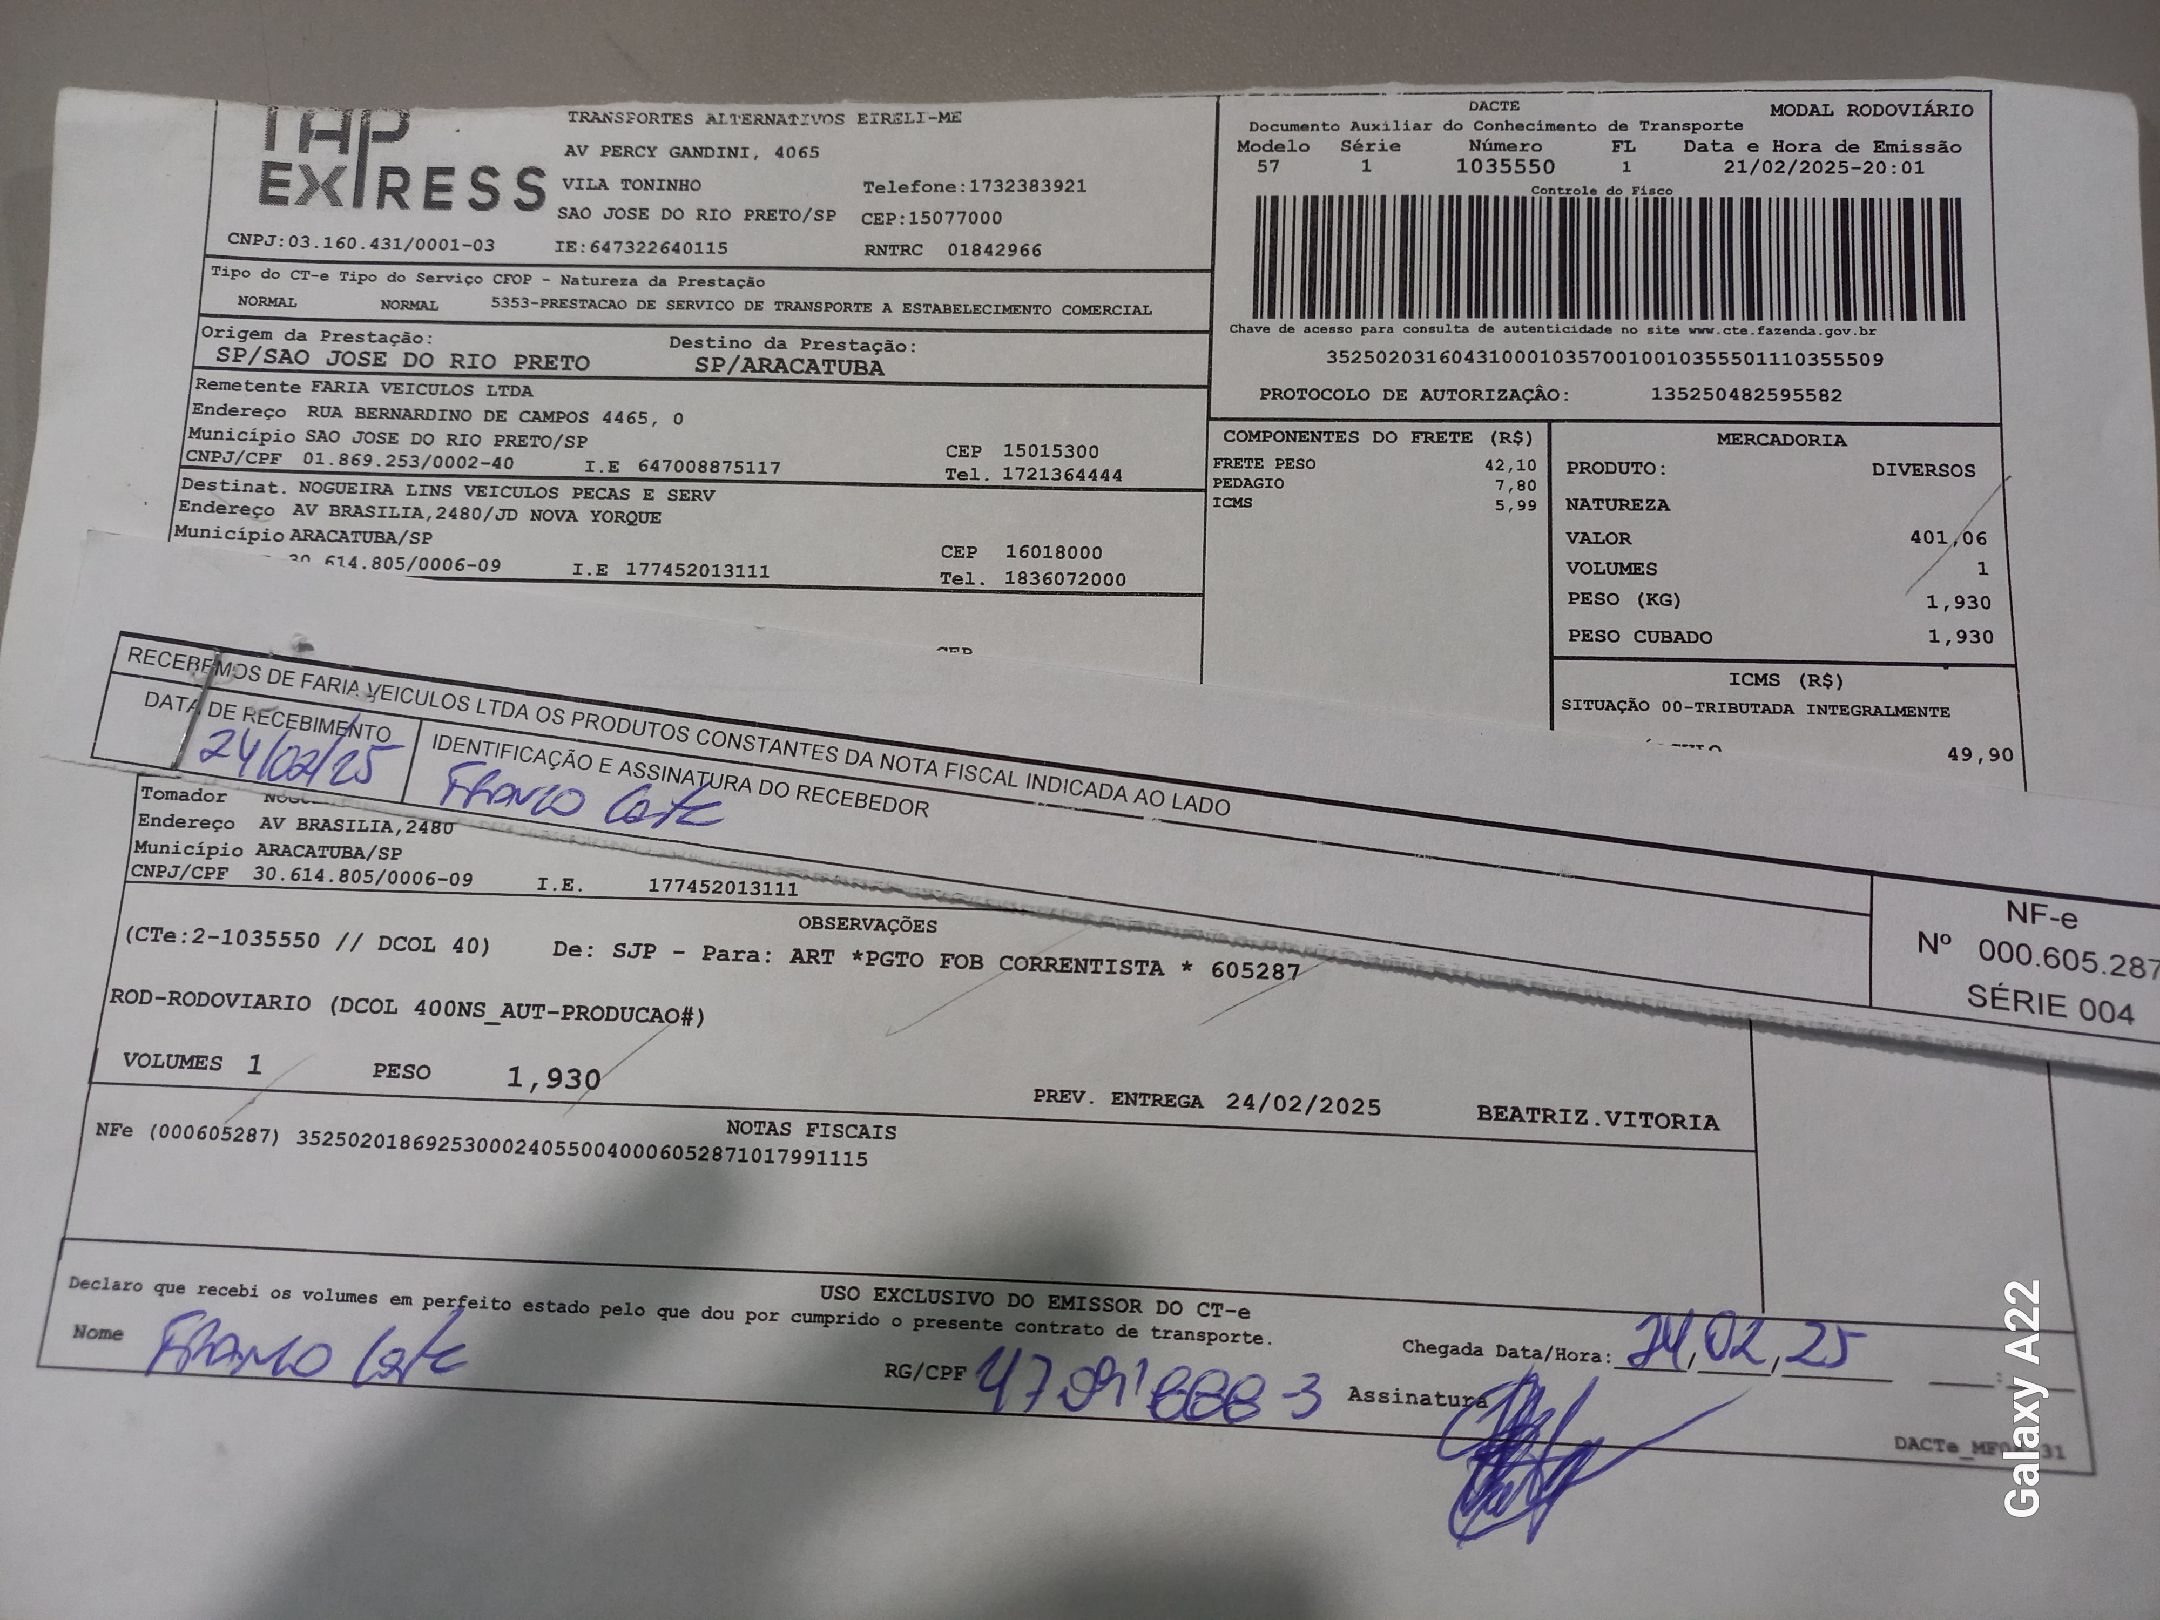 TAP
EXPRESS
TRANSPORTES ALTERNATIVOS EIRELI-ME
AV PERCY GANDINI, 4065
VILA TONINHO Telefone:1732383921
SAO JOSE DO RIO PRETO/SP CEP:15077000
CNPJ:03.160.431/0001-03 IE:647322640115 RNTRC 01842966
DACTE MODAL RODOVIÁRIO
Documento Auxiliar do Conhecimento de Transporte
Modelo Série Número FL Data e Hora de Emissão
57 1 1035550 1 21/02/2025-20:01
Controle do Fisco
Chave de acesso para consulta de autenticidade no site www.cte.fazenda.gov.br
35250203160431000103570010010355501110355509
PROTOCOLO DE AUTORIZAÇÂO: 135250482595582
Tipo do CT-e Tipo do Serviço CFOP - Natureza da Prestação
NORMAL NORMAL 5353-PRESTACAO DE SERVICO DE TRANSPORTE A ESTABELECIMENTO COMERCIAL
Origem da Prestação: Destino da Prestação:
SP/SAO JOSE DO RIO PRETO SP/ARACATUBA
Remetente FARIA VEICULOS LTDA
Endereço RUA BERNARDINO DE CAMPOS 4465, 0
Município SAO JOSE DO RIO PRETO/SP CEP 15015300
CNPJ/CPF 01.869.253/0002-40 I.E 647008875117 Tel. 1721364444
Destinat. NOGUEIRA LINS VEICULOS PECAS E SERV
Endereço AV BRASILIA,2480/JD NOVA YORQUE
Município ARACATUBA/SP CEP 16018000
30.614.805/0006-09 I.E 177452013111 Tel. 1836072000
CEP
COMPONENTES DO FRETE (R$)
FRETE PESO 42,10
PEDAGIO 7,80
ICMS 5,99
MERCADORIA
PRODUTO: DIVERSOS
NATUREZA
VALOR 401,06
VOLUMES 1
PESO (KG) 1,930
PESO CUBADO 1,930
ICMS (R$)
SITUAÇÃO 00-TRIBUTADA INTEGRALMENTE
49,90
RECEBEMOS DE FARIA VEICULOS LTDA OS PRODUTOS CONSTANTES DA NOTA FISCAL INDICADA AO LADO
DATA DE RECEBIMENTO IDENTIFICAÇÃO E ASSINATURA DO RECEBEDOR
24/02/25
NF-e
Nº 000.605.287
SÉRIE 004
Tomador
Endereço AV BRASILIA,2480
Município ARACATUBA/SP
CNPJ/CPF 30.614.805/0006-09 I.E. 177452013111
OBSERVAÇÕES
(CTe:2-1035550 // DCOL 40) De: SJP - Para: ART *PGTO FOB CORRENTISTA * 605287
ROD-RODOVIARIO (DCOL 400NS_AUT-PRODUCAO#)
VOLUMES 1 PESO 1,930 PREV. ENTREGA 24/02/2025 BEATRIZ.VITORIA
NOTAS FISCAIS
NFe (000605287) 35250201869253000240550040006052871017991115
USO EXCLUSIVO DO EMISSOR DO CT-e
Declaro que recebi os volumes em perfeito estado pelo que dou por cumprido o presente contrato de transporte.
Nome RG/CPF Assinatura Chegada Data/Hora: 24,02,25
Galaxy A22